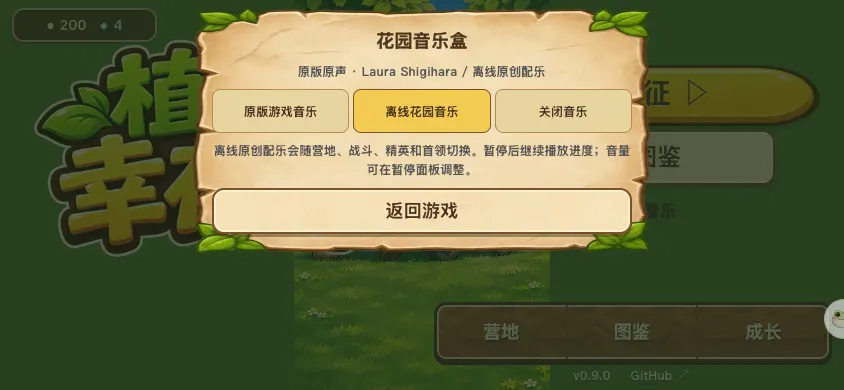 200 4
植
幸存
花园音乐盒
原版原声 · Laura Shigihara / 离线原创配乐
原版游戏音乐 离线花园音乐 关闭音乐
离线原创配乐会随营地、战斗、精英和首领切换。暂停后继续播放进度；音量
可在暂停面板调整。
返回游戏
征
图鉴
音乐
营地 图鉴 成长
v0.9.0 GitHub ↗